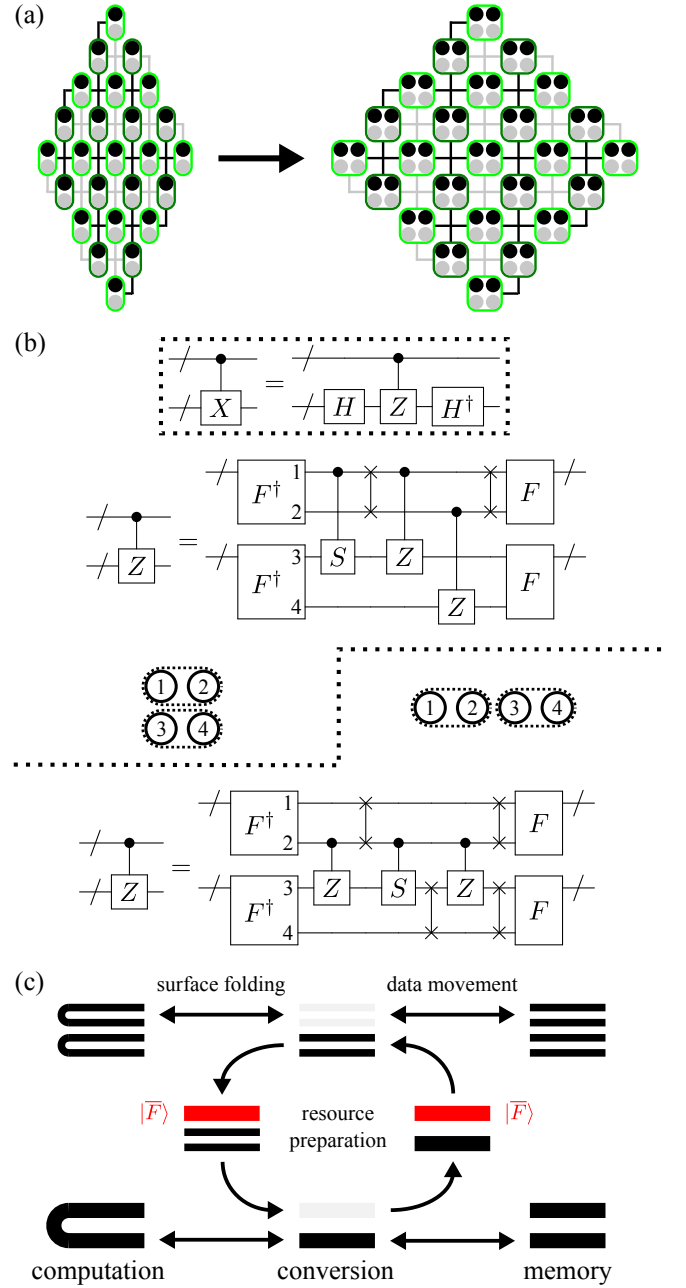 (a)
(b)
X = H Z H†
F† 1 2 F
Z = F† 3 4 S Z Z F
1 2
3 4
1 2 3 4
F† 1 2 F
Z = F† 3 4 Z S Z F
(c)
surface folding data movement
|F̅⟩ resource preparation |F̅⟩
computation conversion memory